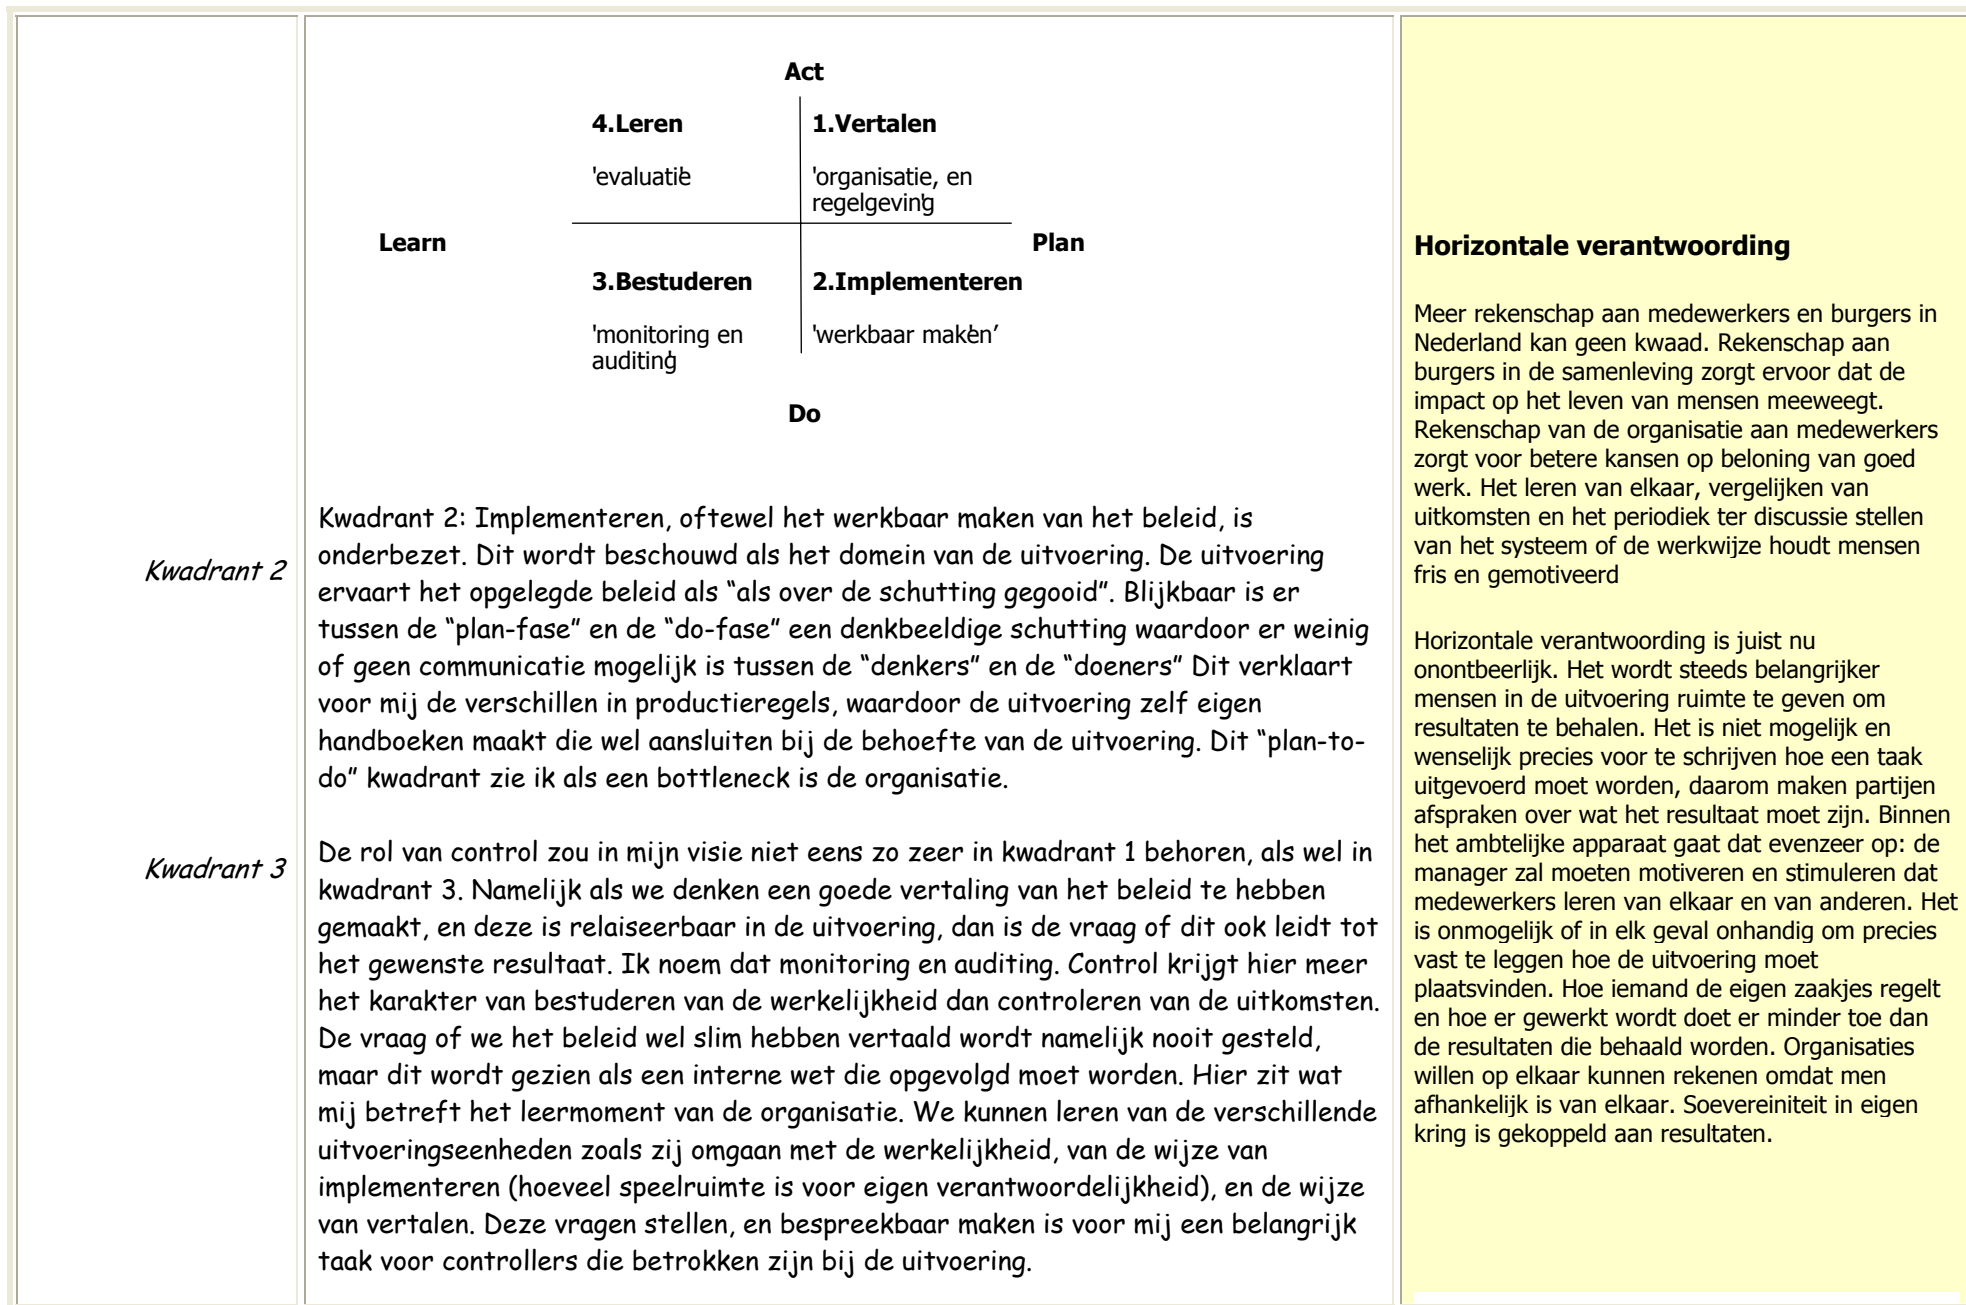 Act
4.Leren
1.Vertalen
'evaluatie'
'organisatie, en
regelgeving'
Learn
Plan
3.Bestuderen
2.Implementeren
'monitoring en
auditing'
'werkbaar maken'’
Do
Kwadrant 2
Kwadrant 2: Implementeren, oftewel het werkbaar maken van het beleid, is
onderbezet. Dit wordt beschouwd als het domein van de uitvoering. De uitvoering
ervaart het opgelegde beleid als “als over de schutting gegooid”. Blijkbaar is er
tussen de “plan-fase” en de “do-fase” een denkbeeldige schutting waardoor er weinig
of geen communicatie mogelijk is tussen de “denkers” en de “doeners” Dit verklaart
voor mij de verschillen in productieregels, waardoor de uitvoering zelf eigen
handboeken maakt die wel aansluiten bij de behoefte van de uitvoering. Dit “plan-to-
do” kwadrant zie ik als een bottleneck is de organisatie.
Kwadrant 3
De rol van control zou in mijn visie niet eens zo zeer in kwadrant 1 behoren, als wel in
kwadrant 3. Namelijk als we denken een goede vertaling van het beleid te hebben
gemaakt, en deze is relaiseerbaar in de uitvoering, dan is de vraag of dit ook leidt tot
het gewenste resultaat. Ik noem dat monitoring en auditing. Control krijgt hier meer
het karakter van bestuderen van de werkelijkheid dan controleren van de uitkomsten.
De vraag of we het beleid wel slim hebben vertaald wordt namelijk nooit gesteld,
maar dit wordt gezien als een interne wet die opgevolgd moet worden. Hier zit wat
mij betreft het leermoment van de organisatie. We kunnen leren van de verschillende
uitvoeringseenheden zoals zij omgaan met de werkelijkheid, van de wijze van
implementeren (hoeveel speelruimte is voor eigen verantwoordelijkheid), en de wijze
van vertalen. Deze vragen stellen, en bespreekbaar maken is voor mij een belangrijk
taak voor controllers die betrokken zijn bij de uitvoering.
Horizontale verantwoording
Meer rekenschap aan medewerkers en burgers in
Nederland kan geen kwaad. Rekenschap aan
burgers in de samenleving zorgt ervoor dat de
impact op het leven van mensen meeweegt.
Rekenschap van de organisatie aan medewerkers
zorgt voor betere kansen op beloning van goed
werk. Het leren van elkaar, vergelijken van
uitkomsten en het periodiek ter discussie stellen
van het systeem of de werkwijze houdt mensen
fris en gemotiveerd
Horizontale verantwoording is juist nu
onontbeerlijk. Het wordt steeds belangrijker
mensen in de uitvoering ruimte te geven om
resultaten te behalen. Het is niet mogelijk en
wenselijk precies voor te schrijven hoe een taak
uitgevoerd moet worden, daarom maken partijen
afspraken over wat het resultaat moet zijn. Binnen
het ambtelijke apparaat gaat dat evenzeer op: de
manager zal moeten motiveren en stimuleren dat
medewerkers leren van elkaar en van anderen. Het
is onmogelijk of in elk geval onhandig om precies
vast te leggen hoe de uitvoering moet
plaatsvinden. Hoe iemand de eigen zaakjes regelt
en hoe er gewerkt wordt doet er minder toe dan
de resultaten die behaald worden. Organisaties
willen op elkaar kunnen rekenen omdat men
afhankelijk is van elkaar. Soevereiniteit in eigen
kring is gekoppeld aan resultaten.